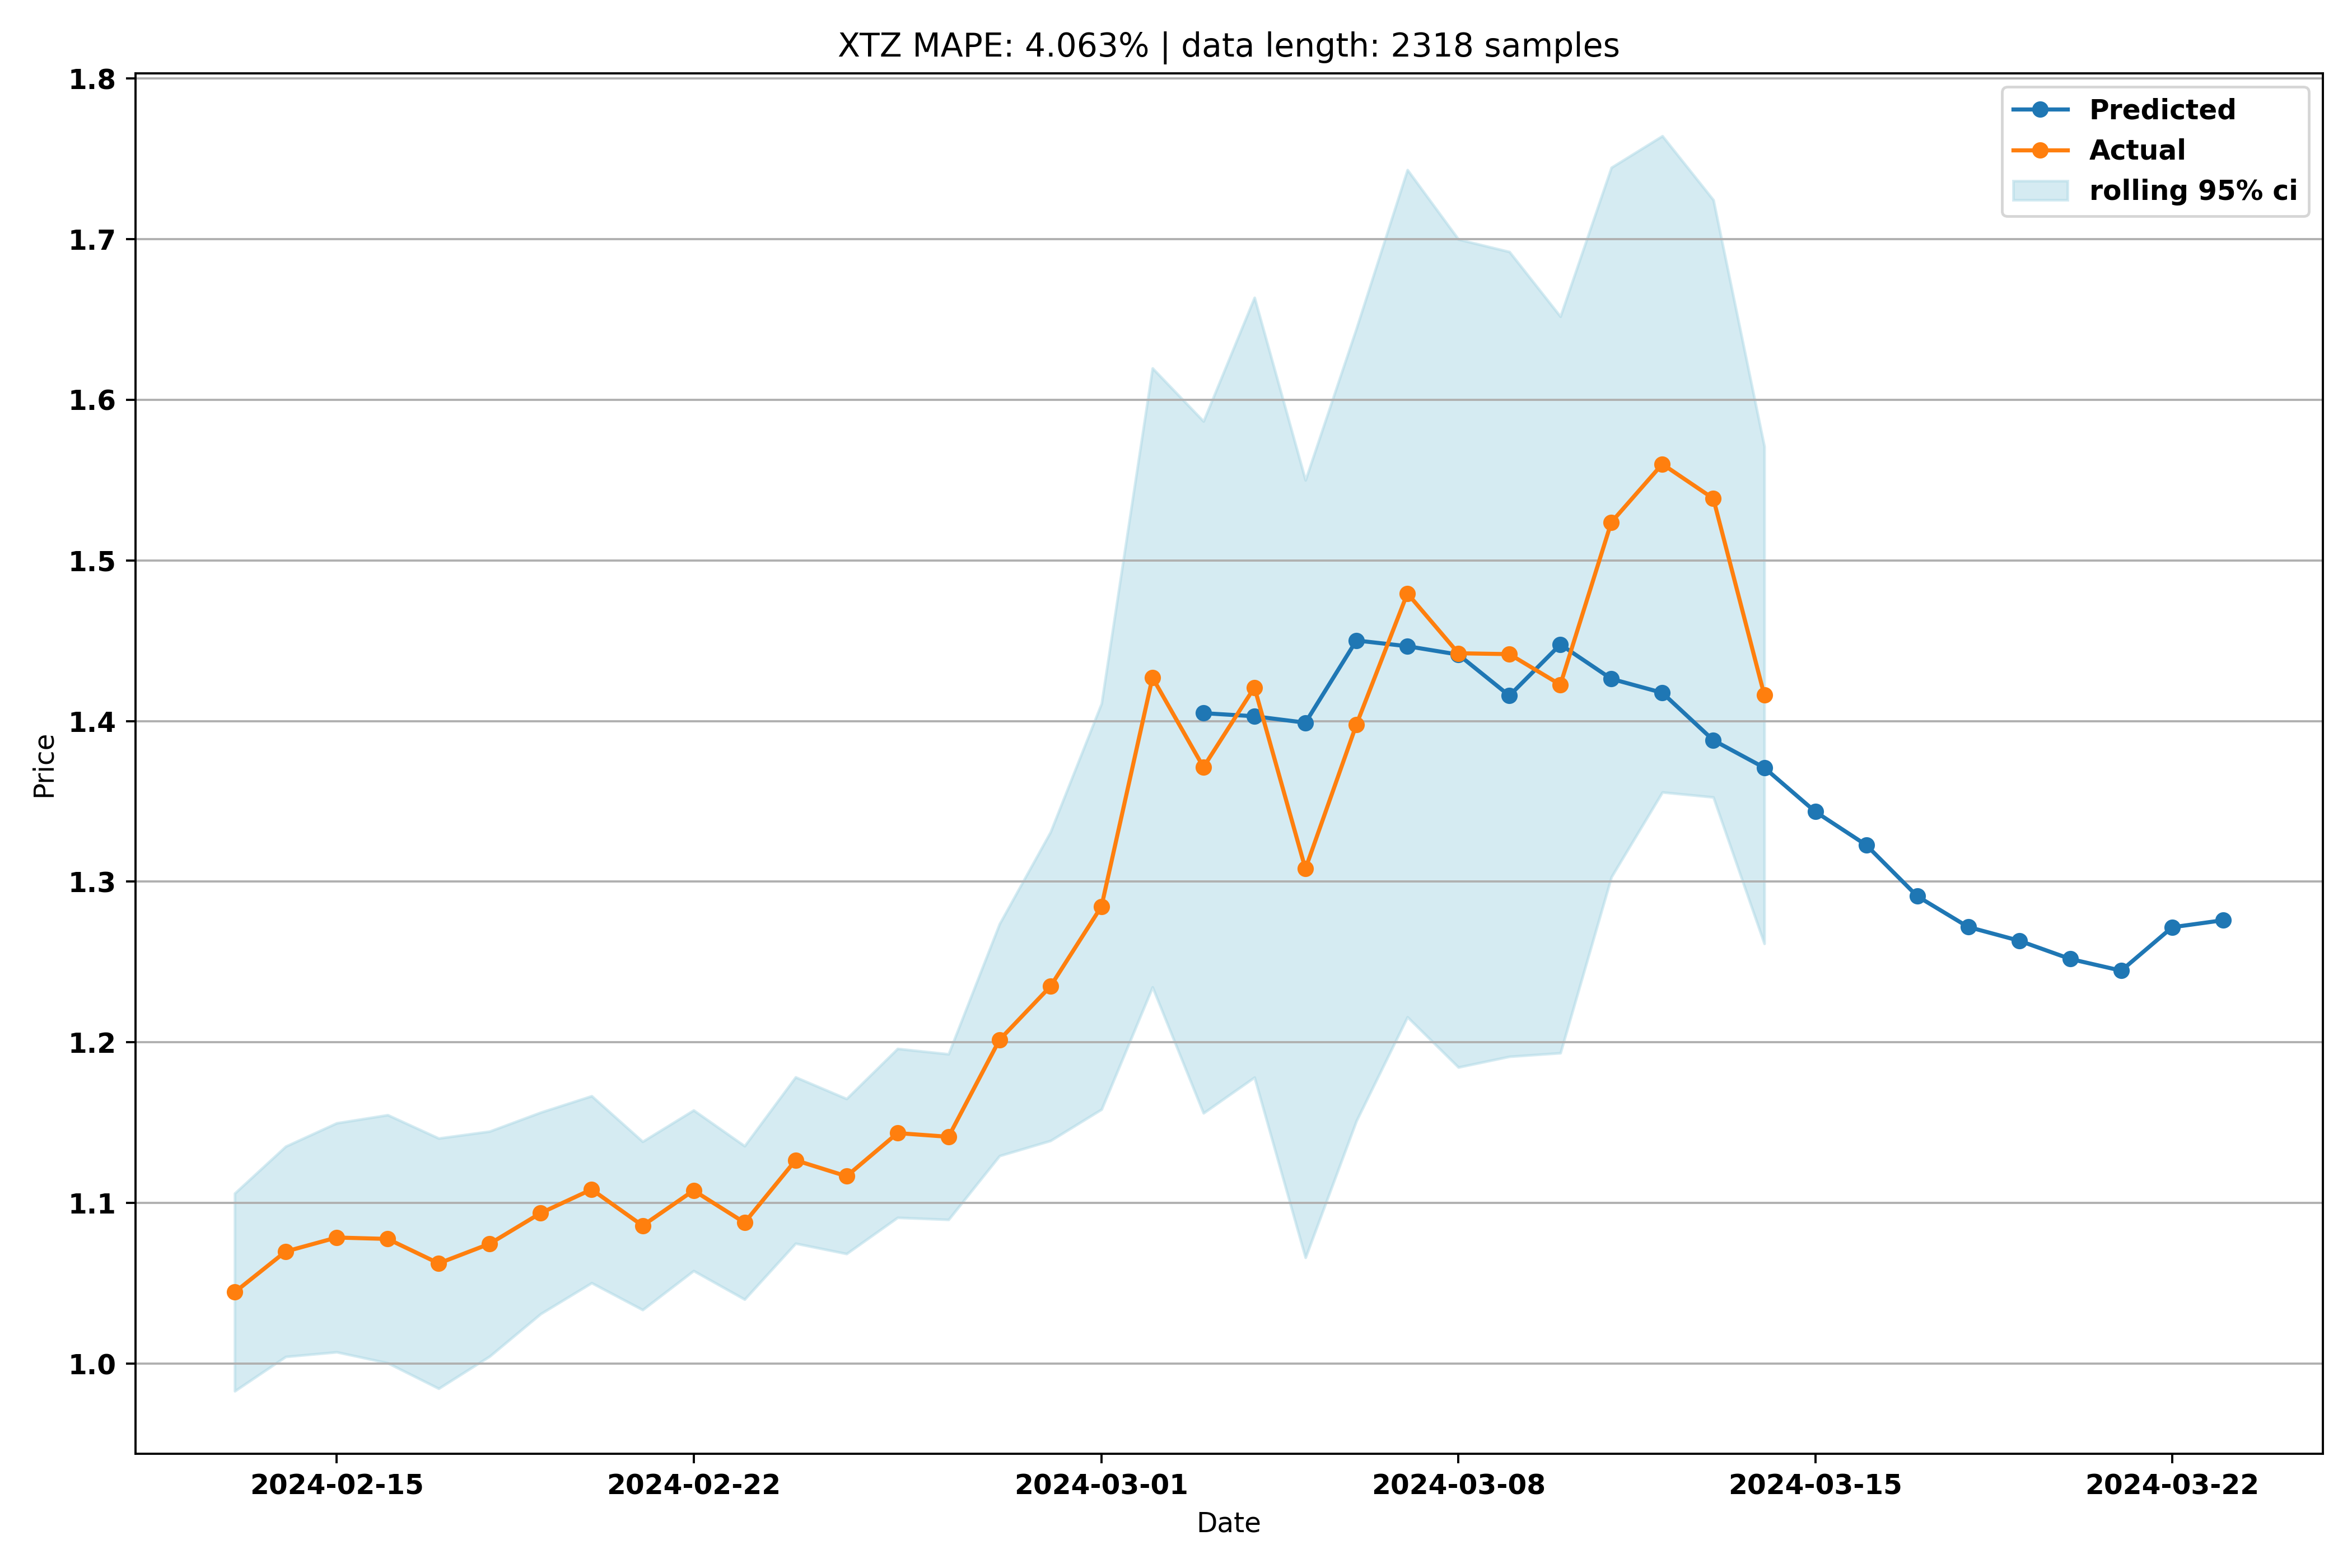 XTZ MAPE: 4.063% | data length: 2318 samples
Predicted
Actual
rolling 95% ci
Price
1.8
1.7
1.6
1.5
1.4
1.3
1.2
1.1
1.0
2024-02-15 2024-02-22 2024-03-01 2024-03-08 2024-03-15 2024-03-22
Date